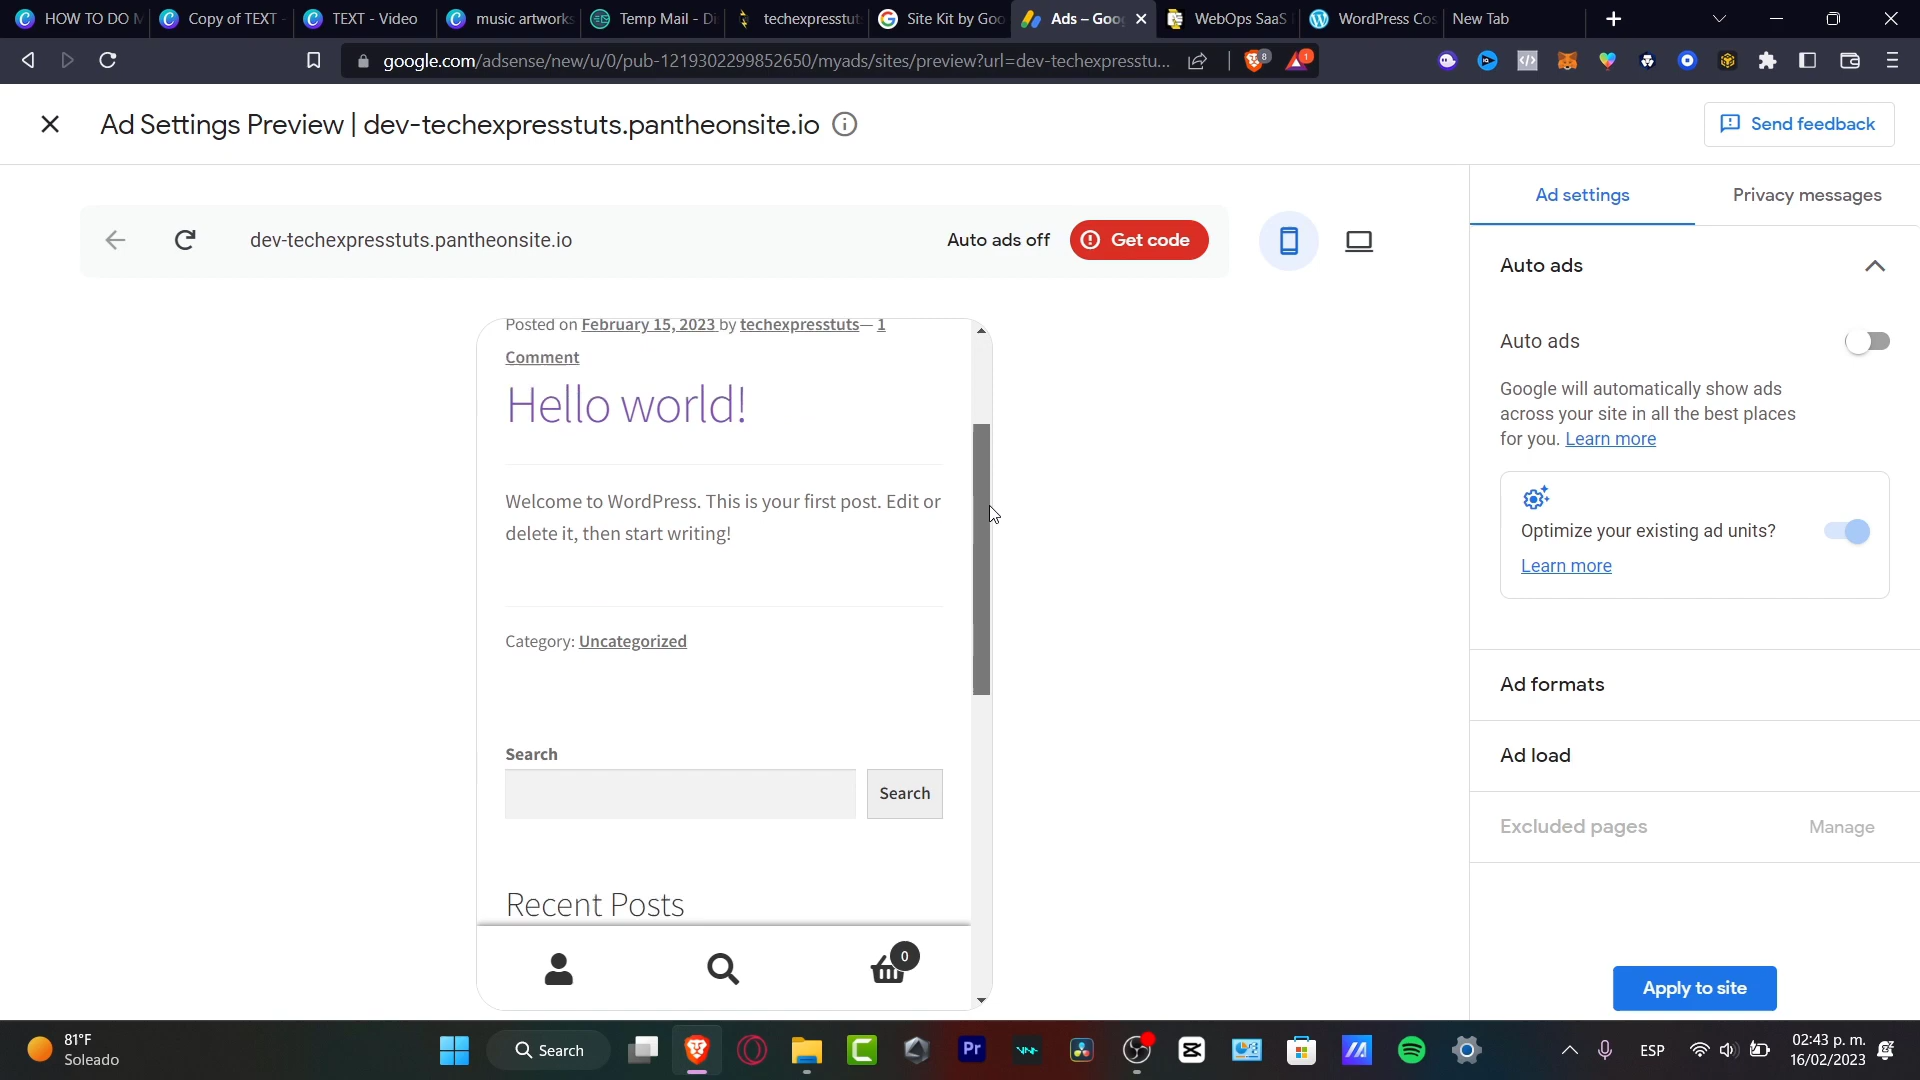 HOW TO DO M
Copy of TEXT -
TEXT - Video
music artworks
Temp Mail - Di
techexpresstut
Site Kit by Goo
Ads – Goog
WebOps SaaS
WordPress Cos
New Tab
google.com/adsense/new/u/0/pub-1219302299852650/myads/sites/preview?url=dev-techexpresstu...
8
1
Ad Settings Preview | dev-techexpresstuts.pantheonsite.io
Send feedback
dev-techexpresstuts.pantheonsite.io
Auto ads off
Get code
Ad settings
Privacy messages
Auto ads
Auto ads
Google will automatically show ads
across your site in all the best places
for you. Learn more
Optimize your existing ad units?
Learn more
Ad formats
Ad load
Excluded pages
Manage
Apply to site
Posted on February 15, 2023 by techexpresstuts— 1
Comment
Hello world!
Welcome to WordPress. This is your first post. Edit or
delete it, then start writing!
Category: Uncategorized
Search
Search
Recent Posts
0
81°F
Soleado
Search
Pr
ESP
02:43 p. m.
16/02/2023